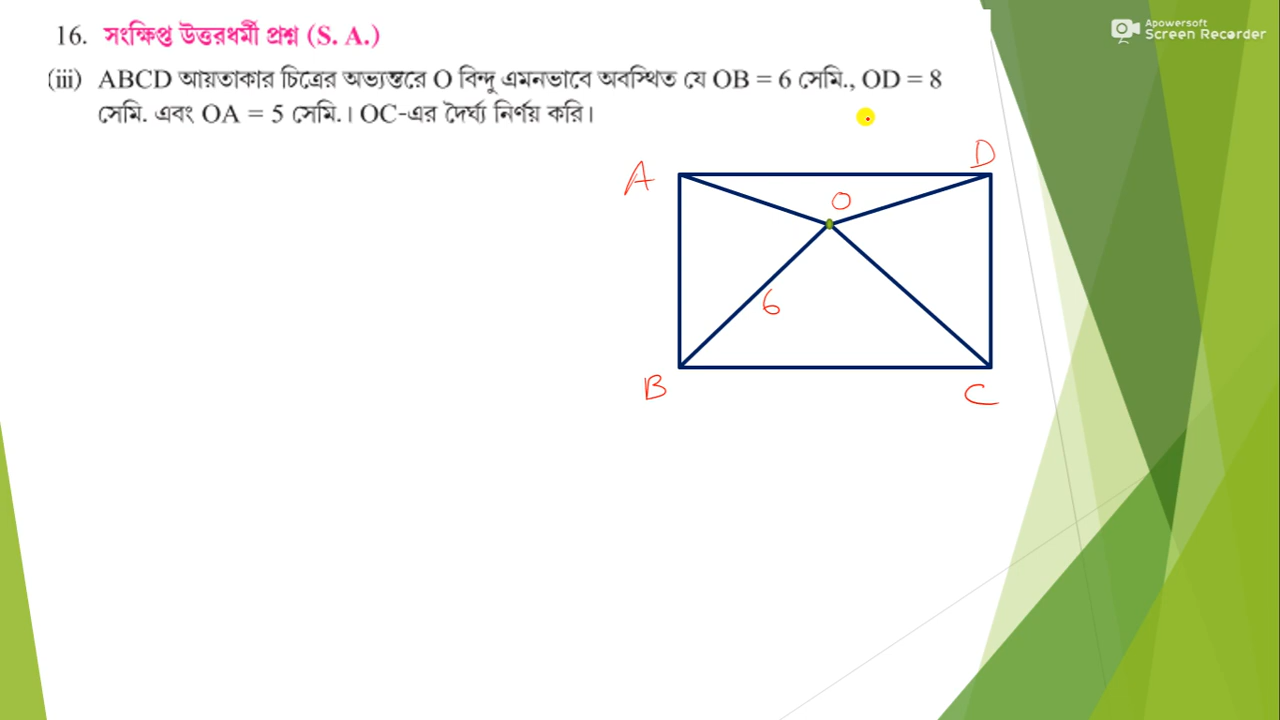 16. সংক্ষিপ্ত উত্তরধর্মী প্রশ্ন (S. A.)
(iii) ABCD আয়তাকার চিত্রের অভ্যন্তরে O বিন্দু এমনভাবে অবস্থিত যে OB = 6 সেমি., OD = 8
সেমি. এবং OA = 5 সেমি.। OC-এর দৈর্ঘ্য নির্ণয় করি।
Apowersoft
Screen Recorder
A
D
O
6
B
C